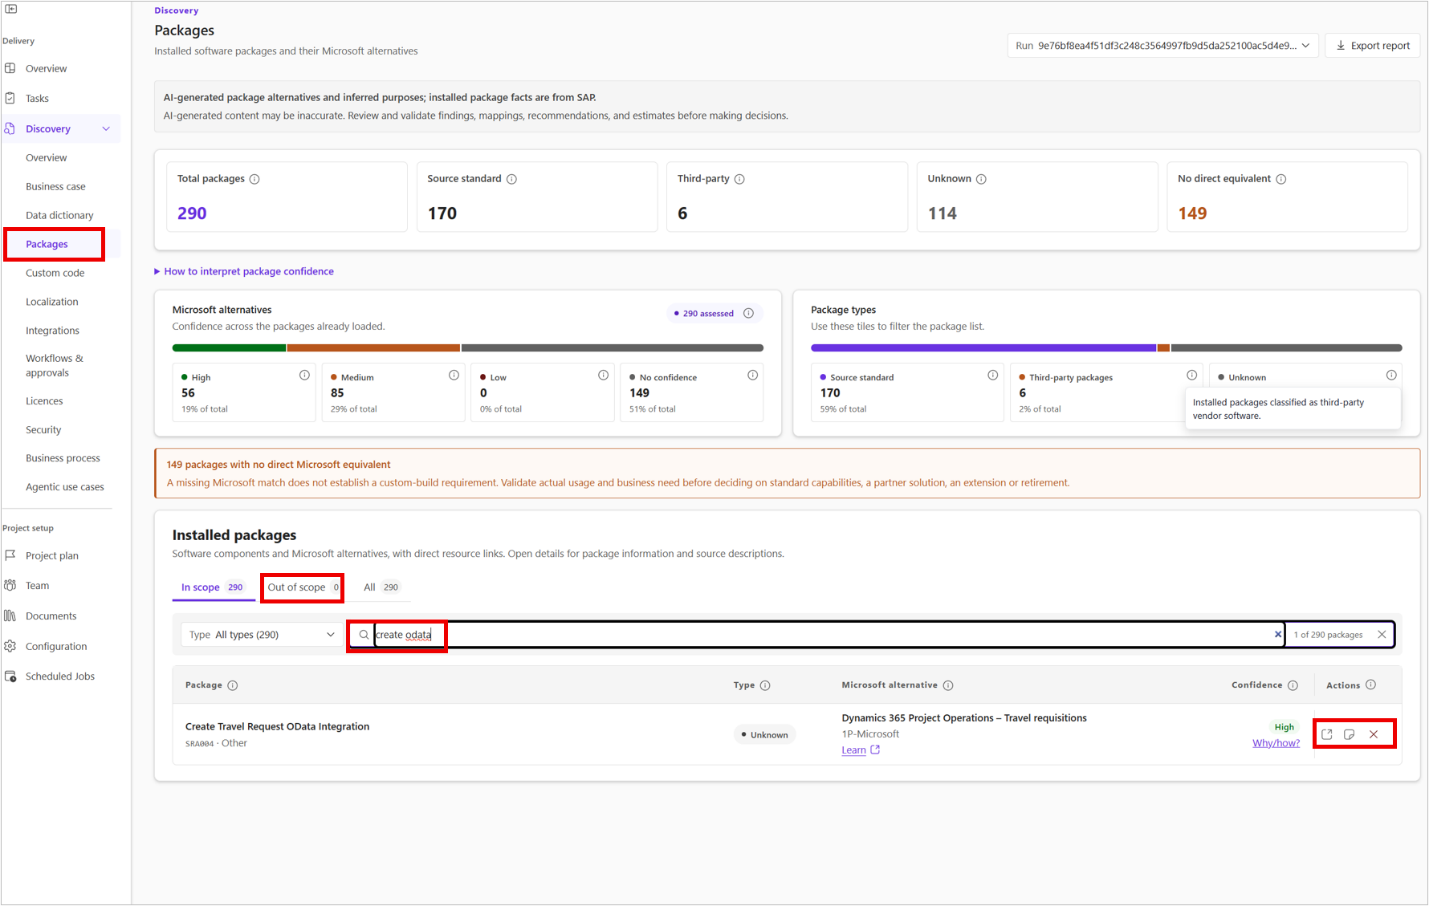 Delivery
Overview
Tasks
Discovery
Overview
Business case
Data dictionary
Packages
Custom code
Localization
Integrations
Workflows &
approvals
Licences
Security
Business process
Agentic use cases
Project setup
Project plan
Team
Documents
Configuration
Scheduled Jobs
Discovery
Packages
Installed software packages and their Microsoft alternatives
Run 9e76bf8ea4f51df3c248c3564997fb9d5da252100ac5d4e9...
Export report
AI-generated package alternatives and inferred purposes; installed package facts are from SAP.
AI-generated content may be inaccurate. Review and validate findings, mappings, recommendations, and estimates before making decisions.
Total packages
290
Source standard
170
Third-party
6
Unknown
114
No direct equivalent
149
How to interpret package confidence
Microsoft alternatives
Confidence across the packages already loaded.
290 assessed
High
56
19% of total
Medium
85
29% of total
Low
0
0% of total
No confidence
149
51% of total
Package types
Use these tiles to filter the package list.
Source standard
170
59% of total
Third-party packages
6
2% of total
Unknown
Installed packages classified as third-party
vendor software.
149 packages with no direct Microsoft equivalent
A missing Microsoft match does not establish a custom-build requirement. Validate actual usage and business need before deciding on standard capabilities, a partner solution, an extension or retirement.
Installed packages
Software components and Microsoft alternatives, with direct resource links. Open details for package information and source descriptions.
In scope 290
Out of scope 0
All 290
Type All types (290)
create odata
1 of 290 packages
Package
Type
Microsoft alternative
Confidence
Actions
Create Travel Request OData Integration
SRA004 · Other
Unknown
Dynamics 365 Project Operations – Travel requisitions
1P-Microsoft
Learn
High
Why/how?